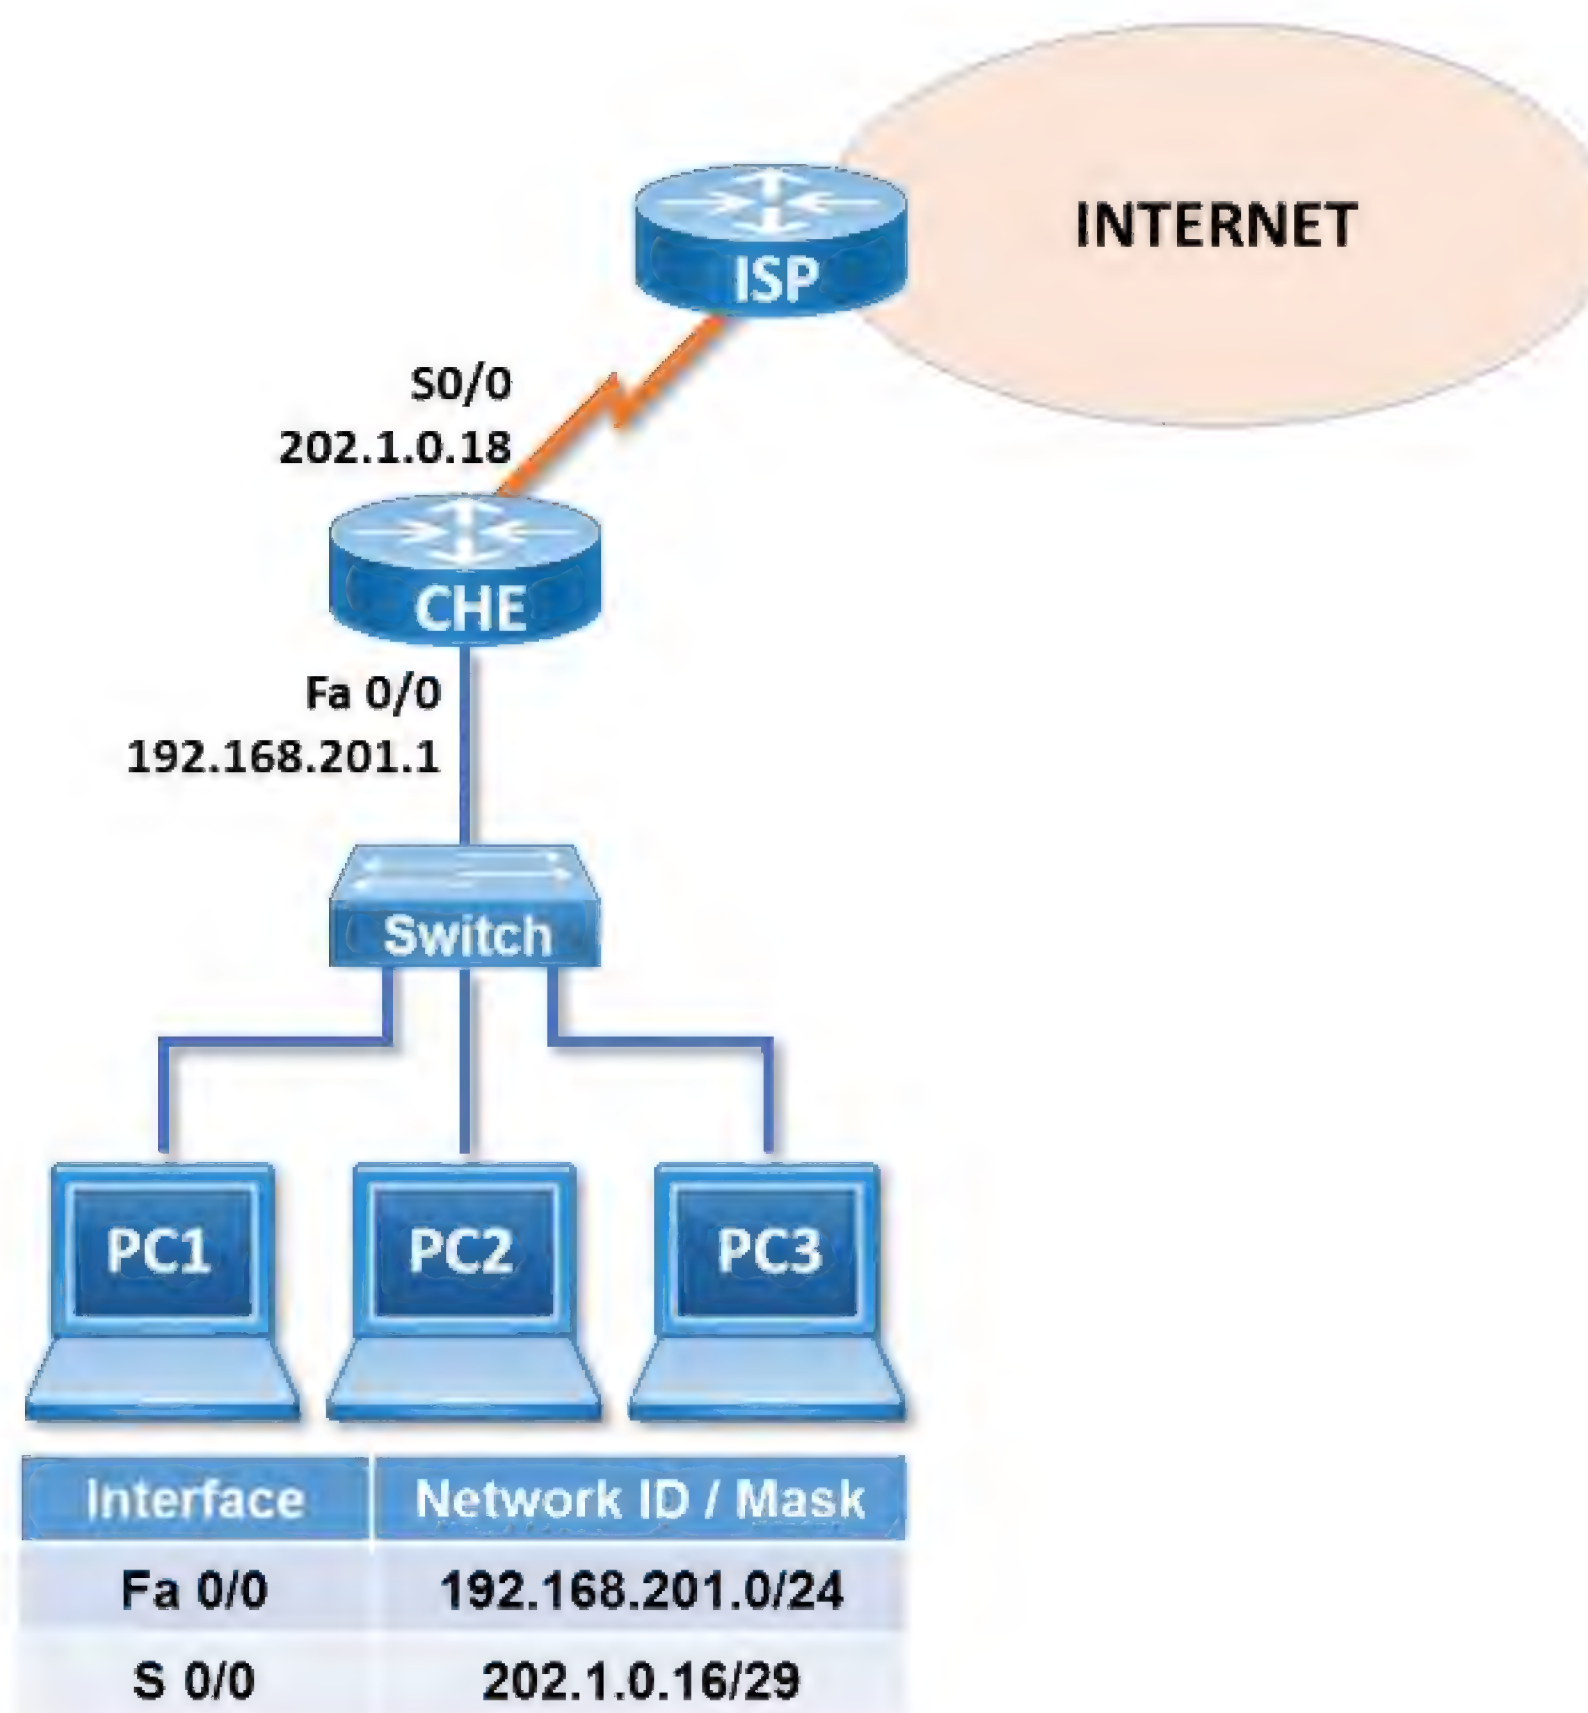 INTERNET
ISP
S0/0
202.1.0.18
CHE
Fa 0/0
192.168.201.1
Switch
PC1 PC2 PC3
Interface Network ID / Mask
Fa 0/0 192.168.201.0/24
S 0/0 202.1.0.16/29